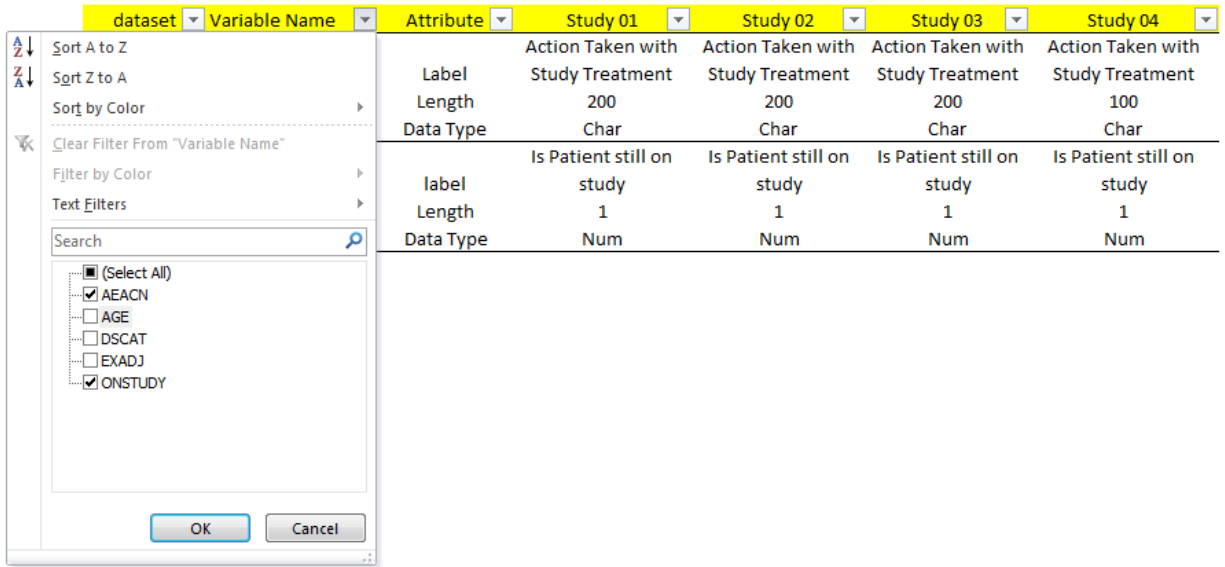 dataset Variable Name Attribute Study 01 Study 02 Study 03 Study 04
Sort A to Z
Sort Z to A
Sort by Color
Clear Filter From "Variable Name"
Filter by Color
Text Filters
Search
(Select All)
AEACN
AGE
DSCAT
EXADJ
ONSTUDY
OK Cancel
Action Taken with Action Taken with Action Taken with Action Taken with
Label Study Treatment Study Treatment Study Treatment Study Treatment
Length 200 200 200 100
Data Type Char Char Char Char
Is Patient still on Is Patient still on Is Patient still on Is Patient still on
label study study study study
Length 1 1 1 1
Data Type Num Num Num Num